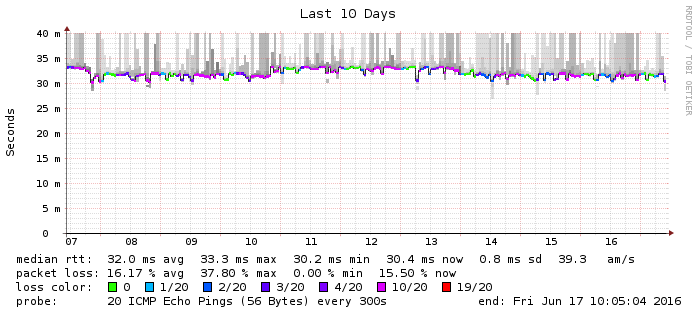 Last 10 Days
RRDTOOL / TOBI OETIKER
Seconds
40 m
35 m
30 m
25 m
20 m
15 m
10 m
5 m
0
07 08 09 10 11 12 13 14 15 16
median rtt: 32.0 ms avg 33.3 ms max 30.2 ms min 30.4 ms now 0.8 ms sd 39.3 am/s
packet loss: 16.17 % avg 37.80 % max 0.00 % min 15.50 % now
loss color: 0 1/20 2/20 3/20 4/20 10/20 19/20
probe: 20 ICMP Echo Pings (56 Bytes) every 300s end: Fri Jun 17 10:05:04 2016